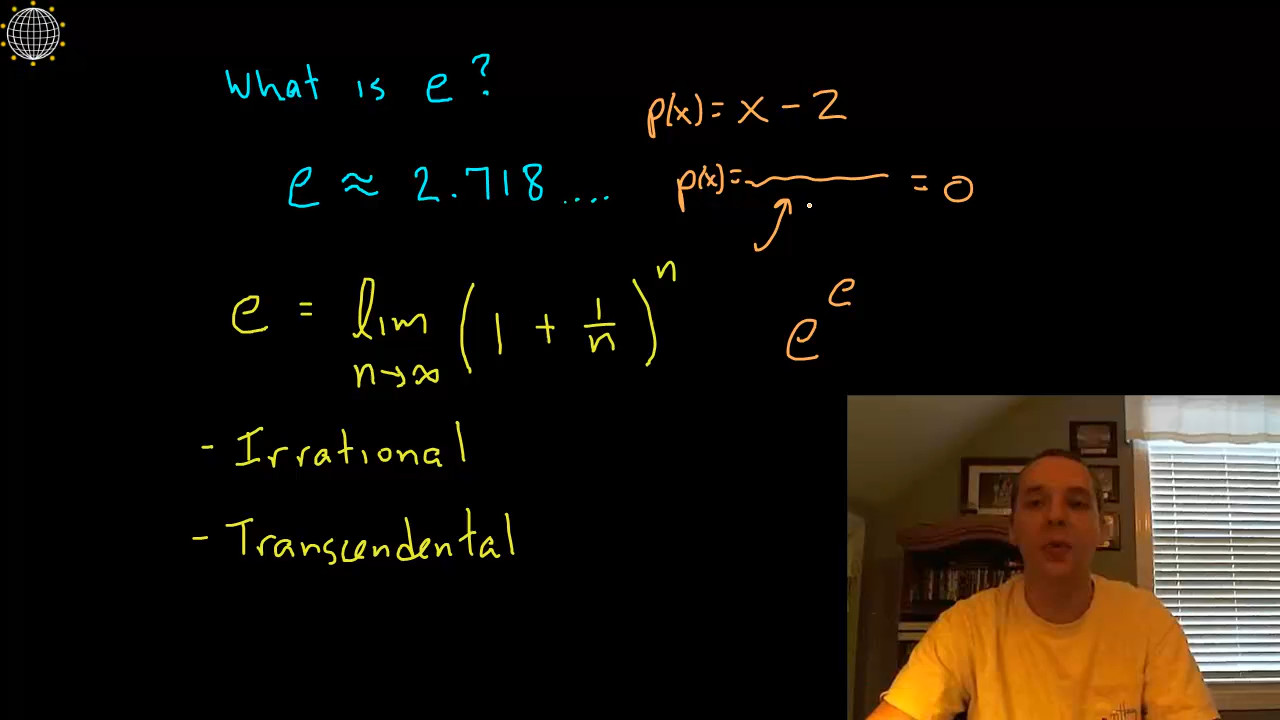 What is e?
e ≈ 2.718....
e = lim (1 + 1/n)^n
n→∞
- Irrational
- Transcendental
p(x) = x - 2
p(x) = = 0
e^e